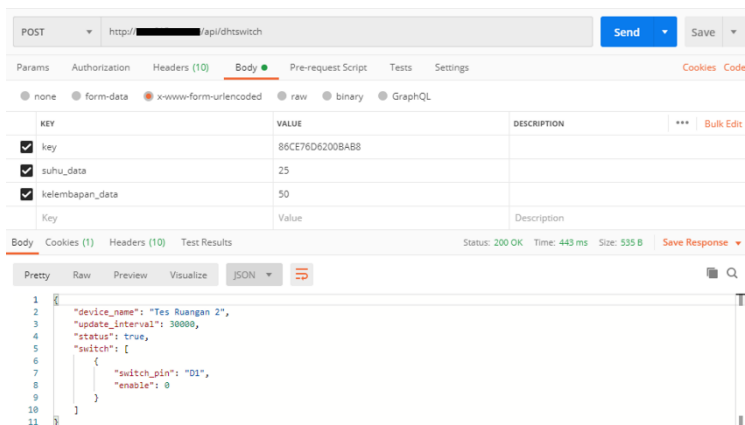 POST http:// /api/dhtswitch Send Save
Params Authorization Headers (10) Body Pre-request Script Tests Settings Cookies Code
none form-data x-www-form-urlencoded raw binary GraphQL
KEY VALUE DESCRIPTION ••• Bulk Edit
key 86CE76D6200BAB8
suhu_data 25
kelembapan_data 50
Key Value Description
Body Cookies (1) Headers (10) Test Results Status: 200 OK Time: 443 ms Size: 535 B Save Response
Pretty Raw Preview Visualize JSON
1 {
2 "device_name": "Tes Ruangan 2",
3 "update_interval": 30000,
4 "status": true,
5 "switch": [
6 {
7 "switch_pin": "D1",
8 "enable": 0
9 }
10 ]
11 }